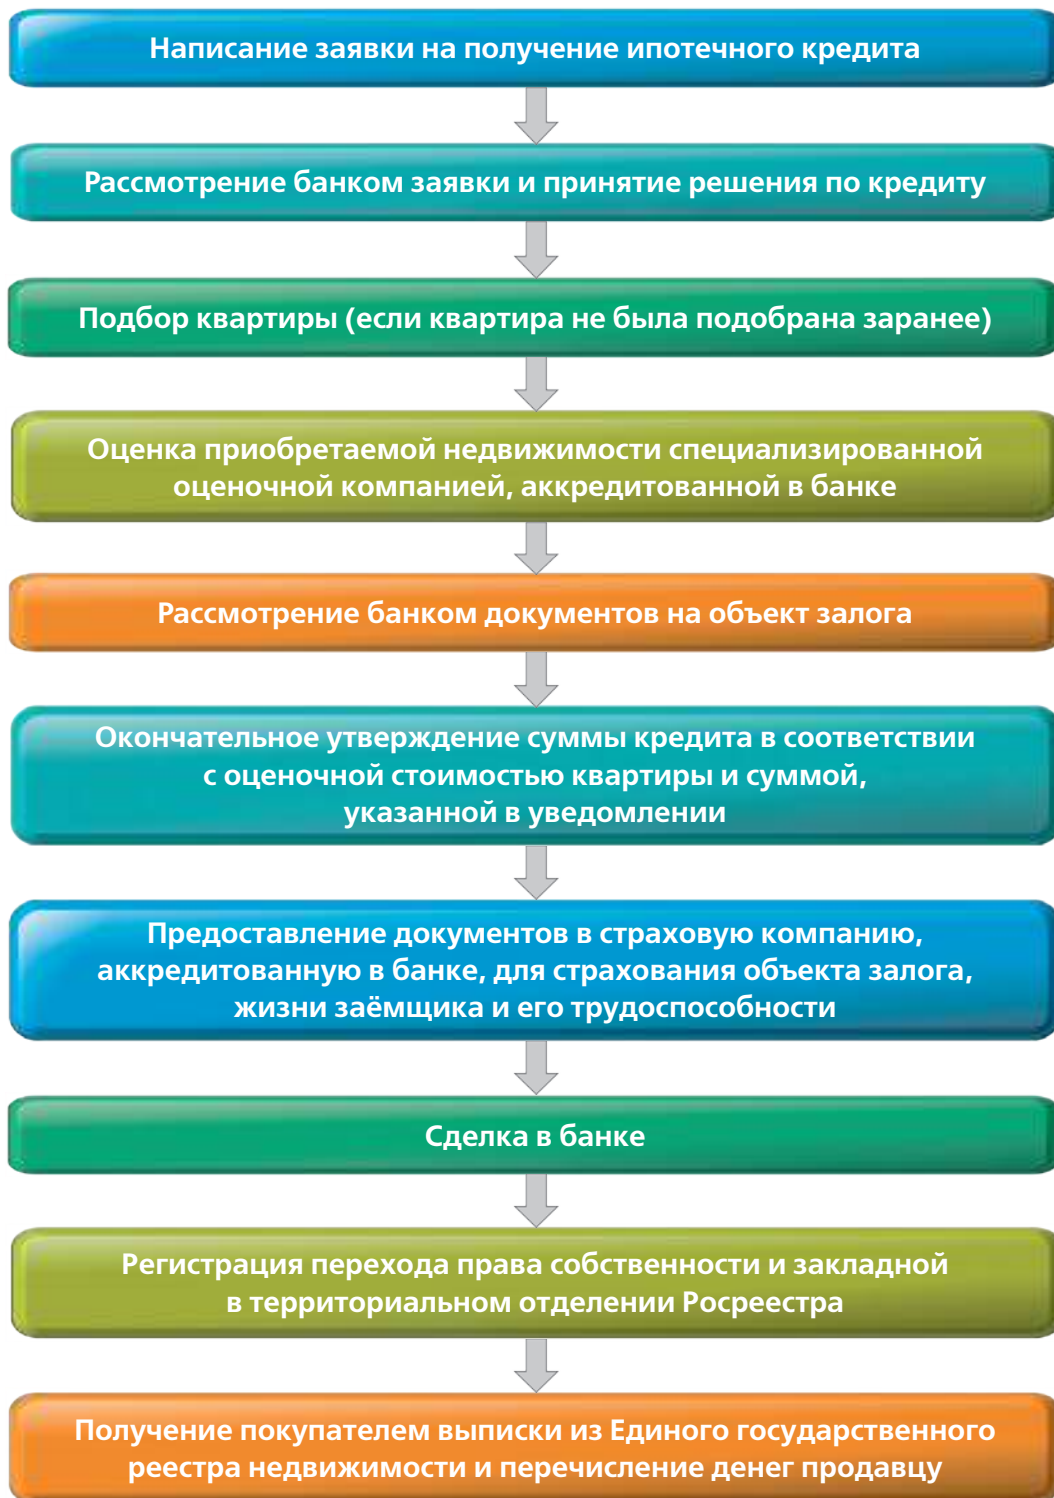 Написание заявки на получение ипотечного кредита
Рассмотрение банком заявки и принятие решения по кредиту
Подбор квартиры (если квартира не была подобрана заранее)
Оценка приобретаемой недвижимости специализированной
оценочной компанией, аккредитованной в банке
Рассмотрение банком документов на объект залога
Окончательное утверждение суммы кредита в соответствии
с оценочной стоимостью квартиры и суммой,
указанной в уведомлении
Предоставление документов в страховую компанию,
аккредитованную в банке, для страхования объекта залога,
жизни заёмщика и его трудоспособности
Сделка в банке
Регистрация перехода права собственности и закладной
в территориальном отделении Росреестра
Получение покупателем выписки из Единого государственного
реестра недвижимости и перечисление денег продавцу